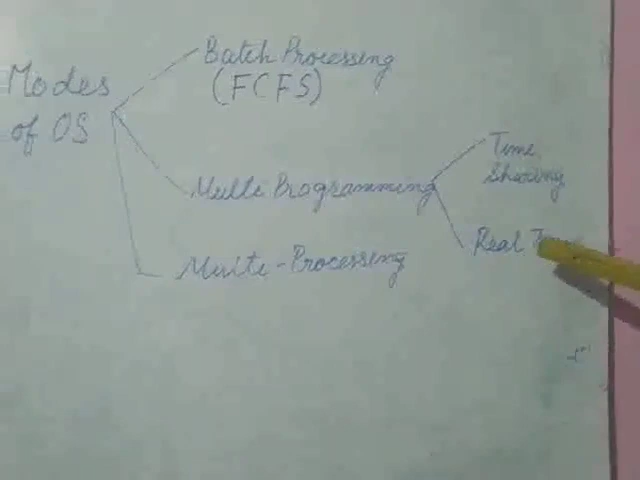 Modes
of OS
Batch Processing
(FCFS)
Multi Programming
Time
Sharing
Real
Multi-Processing